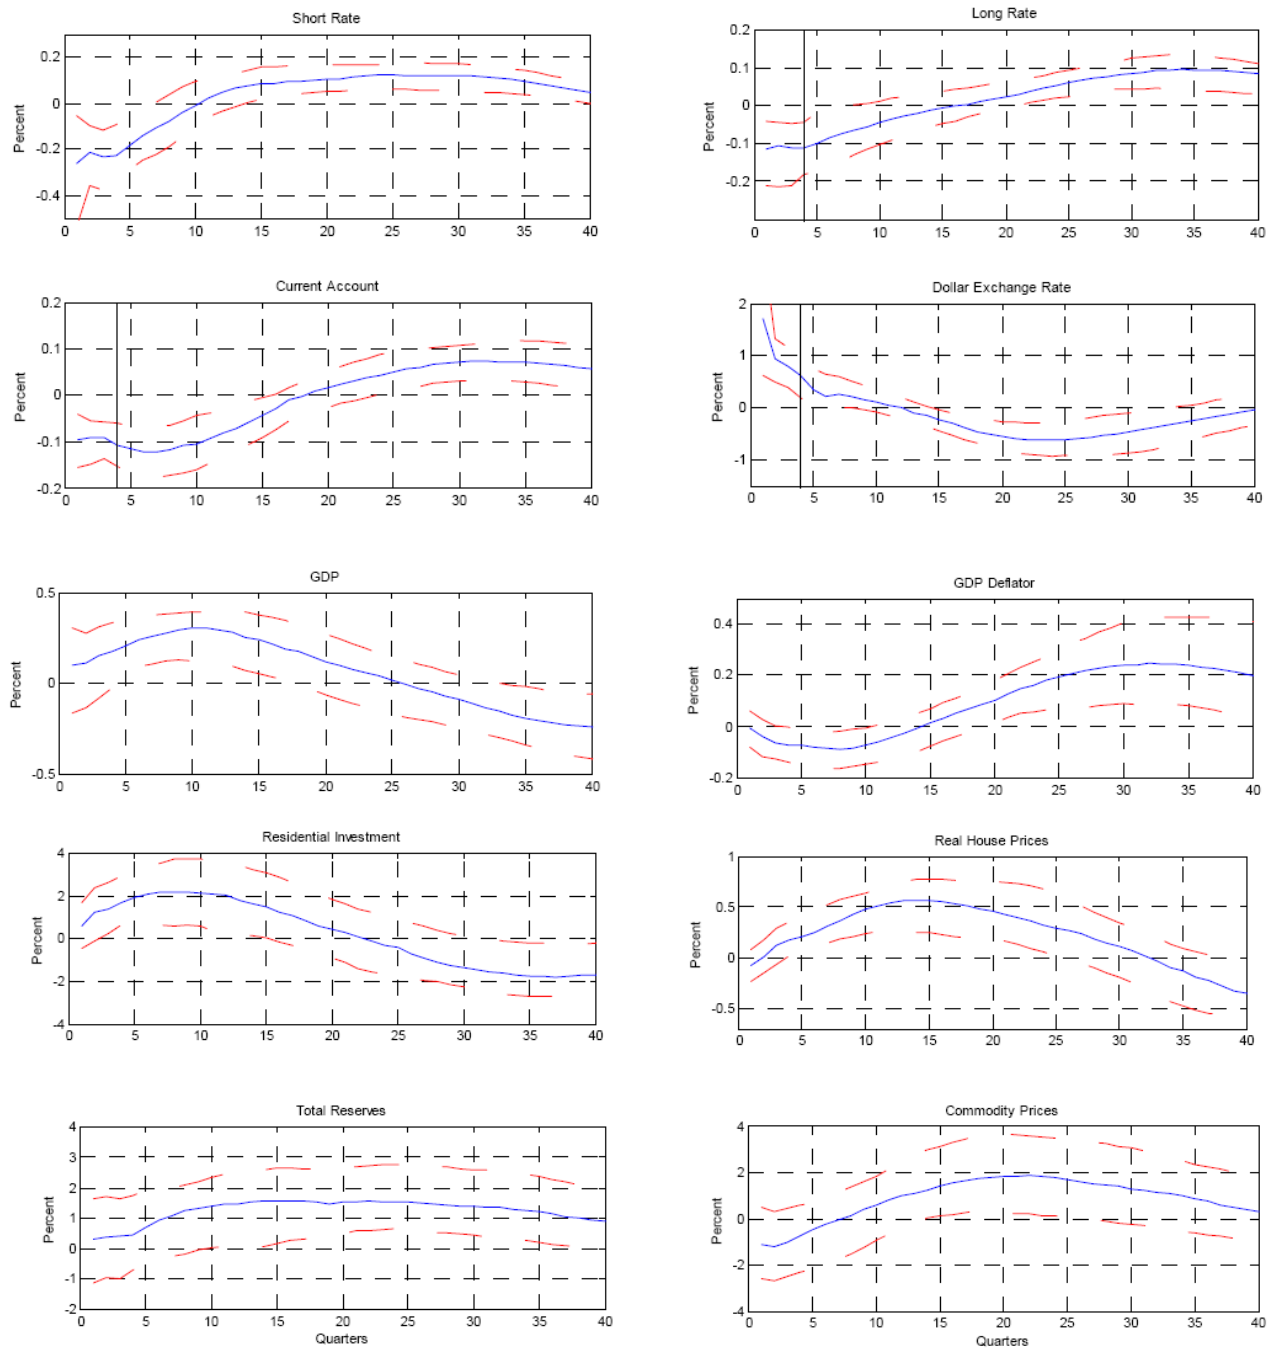 Short Rate
Percent
0.2
0
-0.2
-0.4
0 5 10 15 20 25 30 35 40
Long Rate
Percent
0.2
0.1
0
-0.1
-0.2
0 5 10 15 20 25 30 35 40
Current Account
Percent
0.2
0.1
0
-0.1
-0.2
0 5 10 15 20 25 30 35 40
Dollar Exchange Rate
Percent
2
1
0
-1
0 5 10 15 20 25 30 35 40
GDP
Percent
0.5
0
-0.5
0 5 10 15 20 25 30 35 40
GDP Deflator
Percent
0.4
0.2
0
-0.2
0 5 10 15 20 25 30 35 40
Residential Investment
Percent
4
2
0
-2
-4
0 5 10 15 20 25 30 35 40
Real House Prices
Percent
1
0.5
0
-0.5
0 5 10 15 20 25 30 35 40
Total Reserves
Percent
4
3
2
1
0
-1
-2
0 5 10 15 20 25 30 35 40
Quarters
Commodity Prices
Percent
4
2
0
-2
-4
0 5 10 15 20 25 30 35 40
Quarters